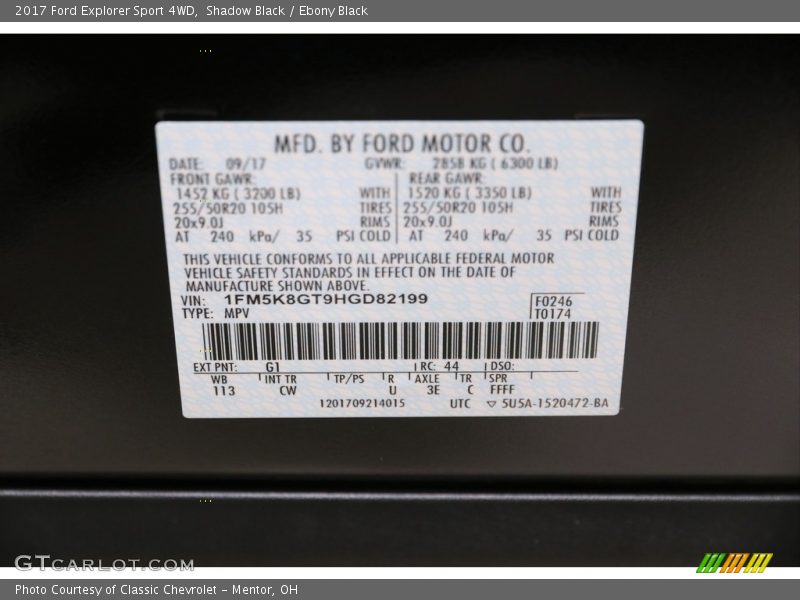 2017 Ford Explorer Sport 4WD, Shadow Black / Ebony Black
MFD. BY FORD MOTOR CO.
DATE: 09/17 GVWR: 2858 KG ( 6300 LB)
FRONT GAWR: REAR GAWR:
1452 KG ( 3200 LB) WITH 1520 KG ( 3350 LB) WITH
255/50R20 105H TIRES 255/50R20 105H TIRES
20x9.0J RIMS 20x9.0J RIMS
AT 240 kPa/ 35 PSI COLD AT 240 kPa/ 35 PSI COLD
THIS VEHICLE CONFORMS TO ALL APPLICABLE FEDERAL MOTOR
VEHICLE SAFETY STANDARDS IN EFFECT ON THE DATE OF
MANUFACTURE SHOWN ABOVE.
VIN: 1FM5K8GT9HGD82199 F0246
TYPE: MPV T0174
EXT PNT: G1 RC: 44 DSO:
WB INT TR TP/PS R AXLE TR SPR
113 CW U 3E C FFFF
1201709214015 UTC ▽ 5U5A-1520472-BA
GTCARLOT.COM
Photo Courtesy of Classic Chevrolet - Mentor, OH